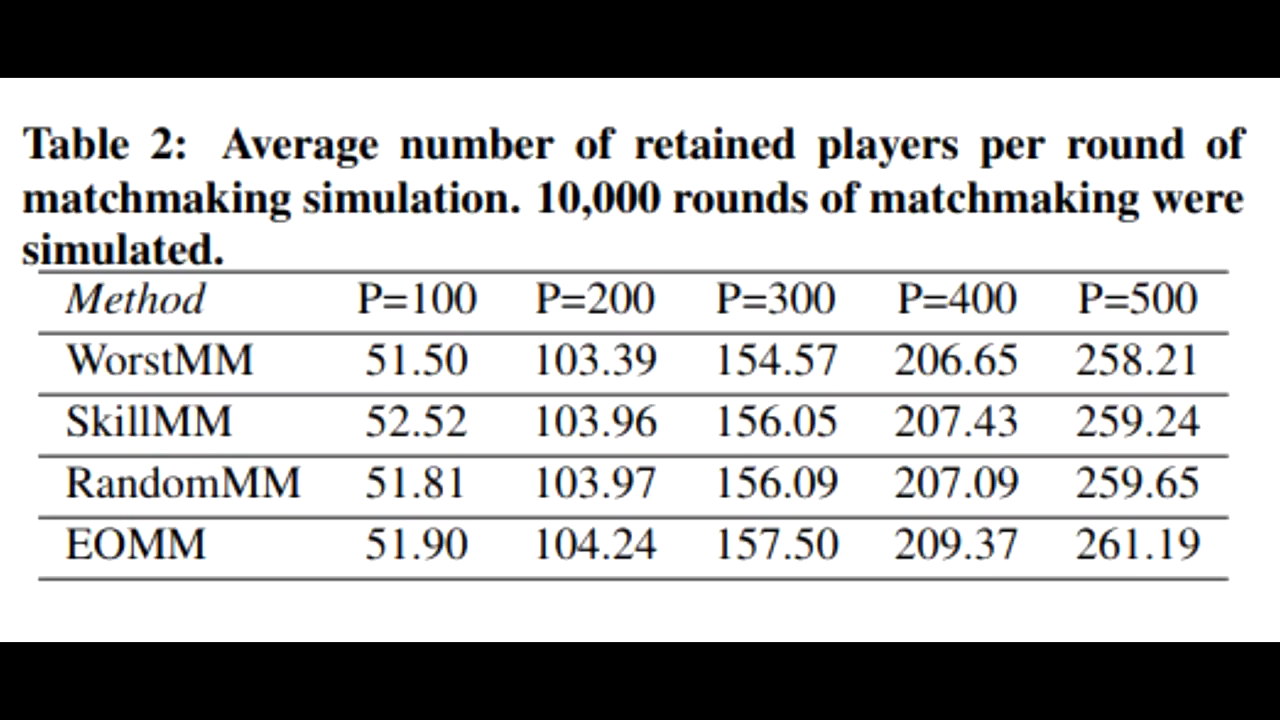 Table 2: Average number of retained players per round of
matchmaking simulation. 10,000 rounds of matchmaking were
simulated.
Method P=100 P=200 P=300 P=400 P=500
WorstMM 51.50 103.39 154.57 206.65 258.21
SkillMM 52.52 103.96 156.05 207.43 259.24
RandomMM 51.81 103.97 156.09 207.09 259.65
EOMM 51.90 104.24 157.50 209.37 261.19